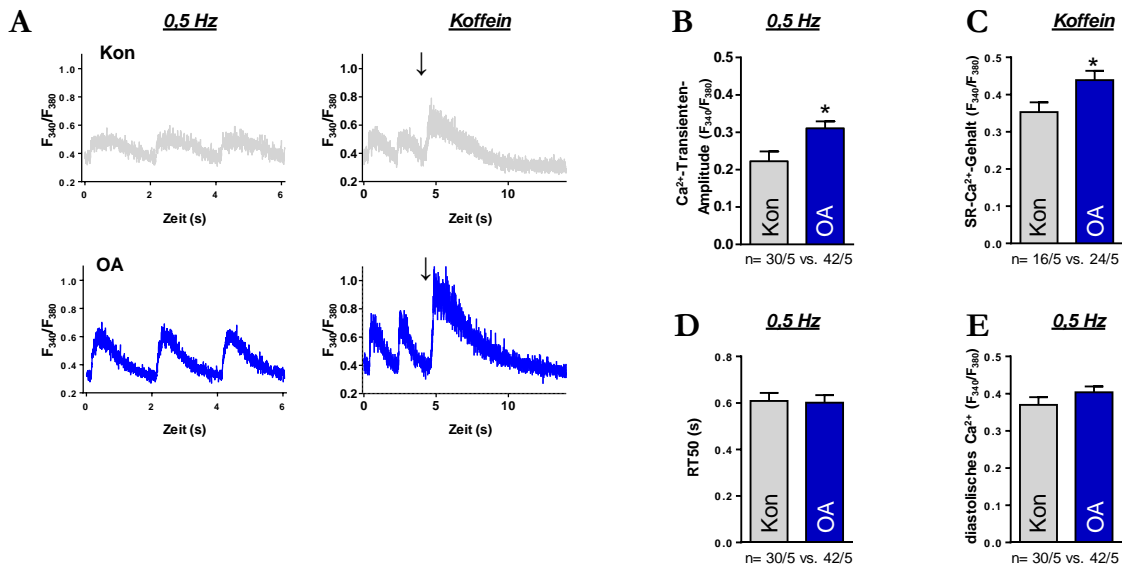 A
0,5 Hz
Koffein
Kon
F340/F380
1.0
0.8
0.6
0.4
0.2
0
2
4
6
Zeit (s)
↓
F340/F380
1.0
0.8
0.6
0.4
0.2
0
5
10
Zeit (s)
OA
F340/F380
1.0
0.8
0.6
0.4
0.2
0
2
4
6
Zeit (s)
↓
F340/F380
1.0
0.8
0.6
0.4
0.2
0
5
10
Zeit (s)
B
0,5 Hz
Ca²⁺-Transienten-
Amplitude (F340/F380)
0.5
0.4
0.3
0.2
0.1
0.0
*
Kon
OA
n= 30/5 vs. 42/5
C
Koffein
SR-Ca²⁺-Gehalt (F340/F380)
0.5
0.4
0.3
0.2
0.1
0.0
*
Kon
OA
n= 16/5 vs. 24/5
D
0,5 Hz
RT50 (s)
0.8
0.6
0.4
0.2
0.0
Kon
OA
n= 30/5 vs. 42/5
E
0,5 Hz
diastolisches Ca²⁺ (F340/F380)
0.5
0.4
0.3
0.2
0.1
0.0
Kon
OA
n= 30/5 vs. 42/5